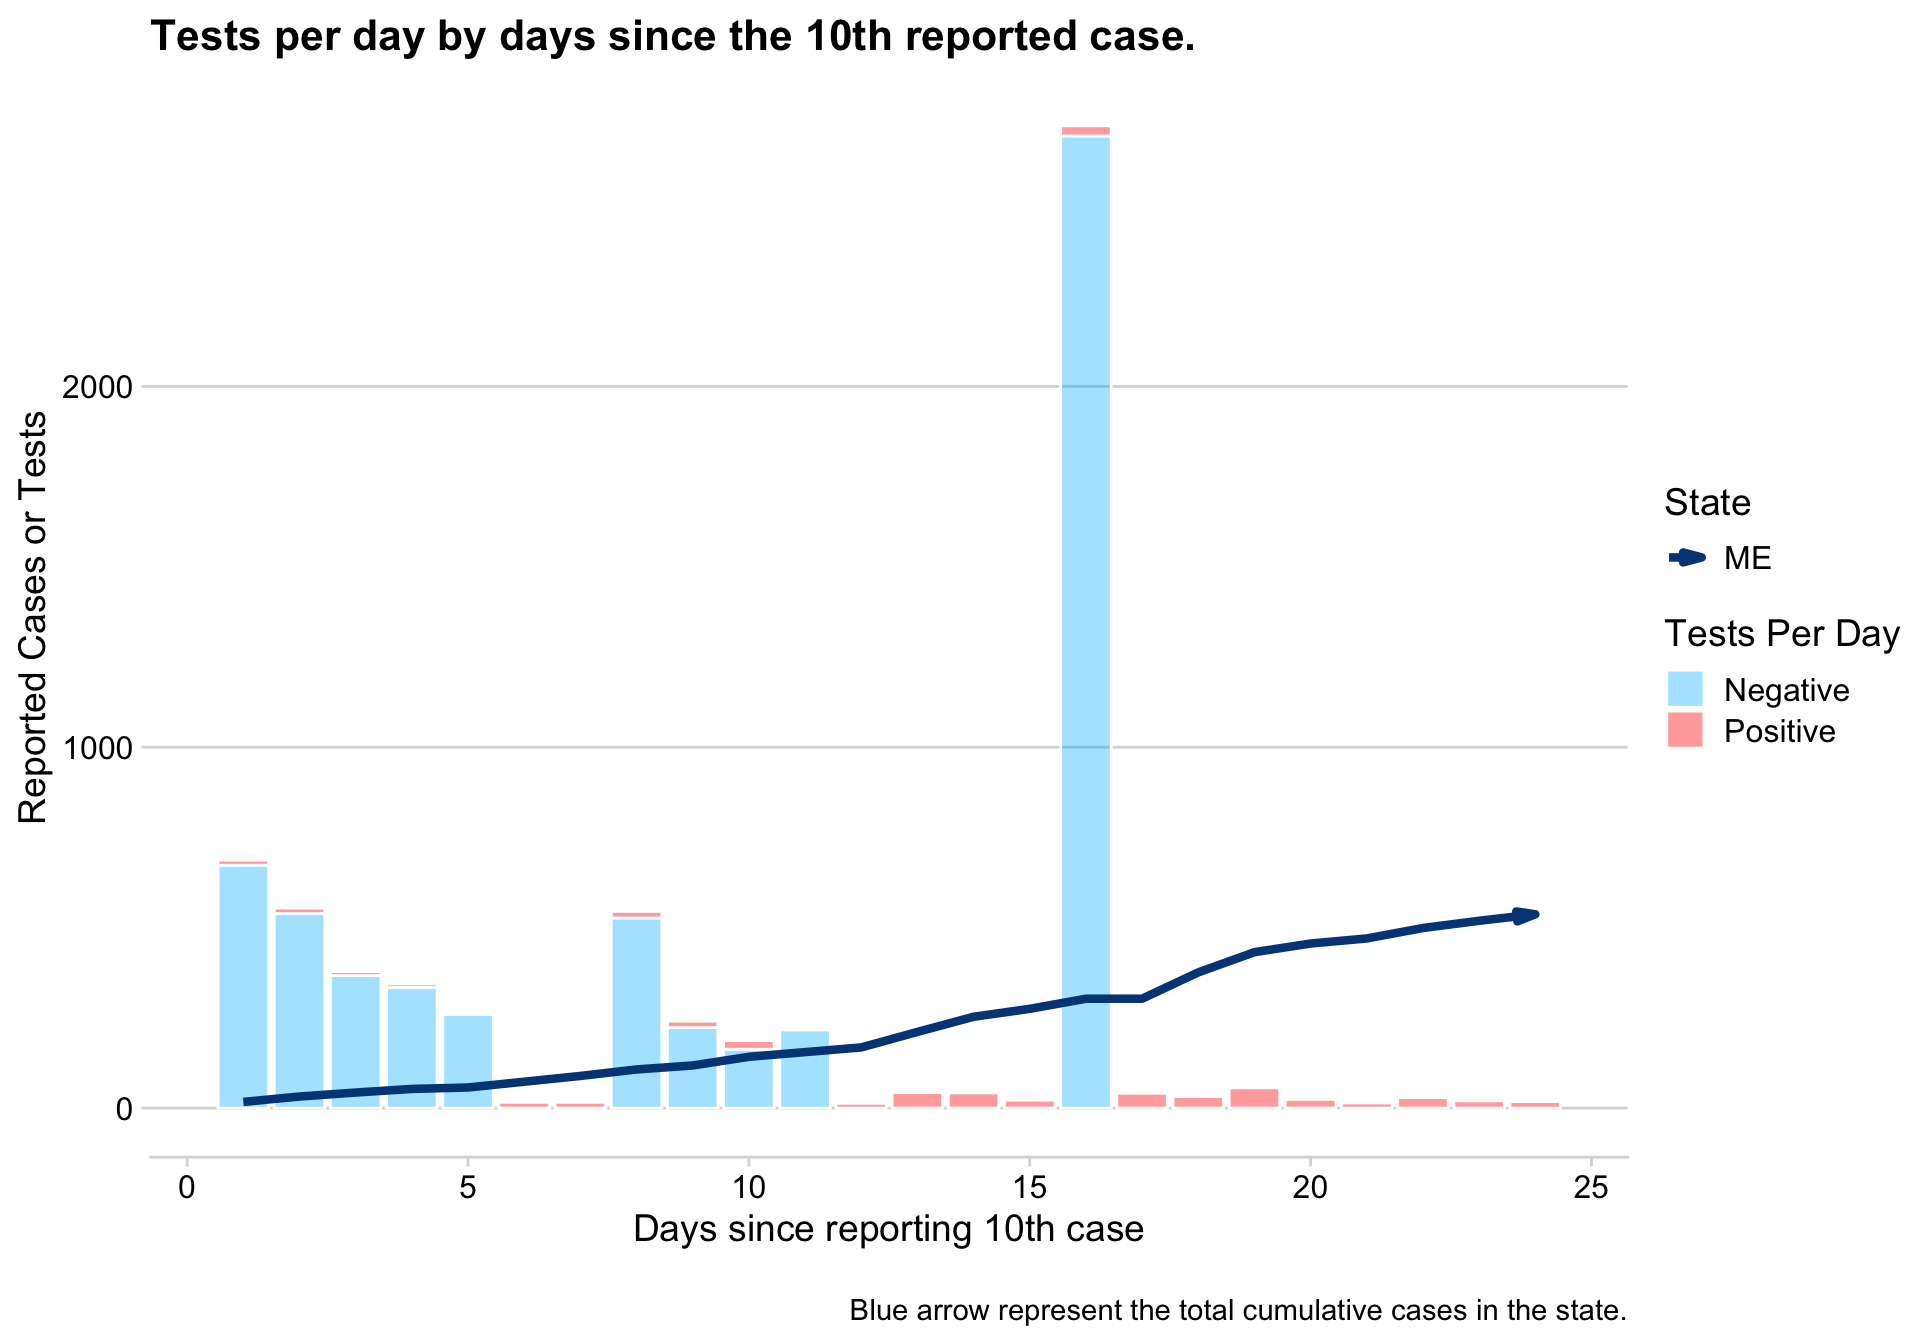 Tests per day by days since the 10th reported case.
Reported Cases or Tests
2000
1000
0
0 5 10 15 20 25
Days since reporting 10th case
State
ME
Tests Per Day
Negative
Positive
Blue arrow represent the total cumulative cases in the state.